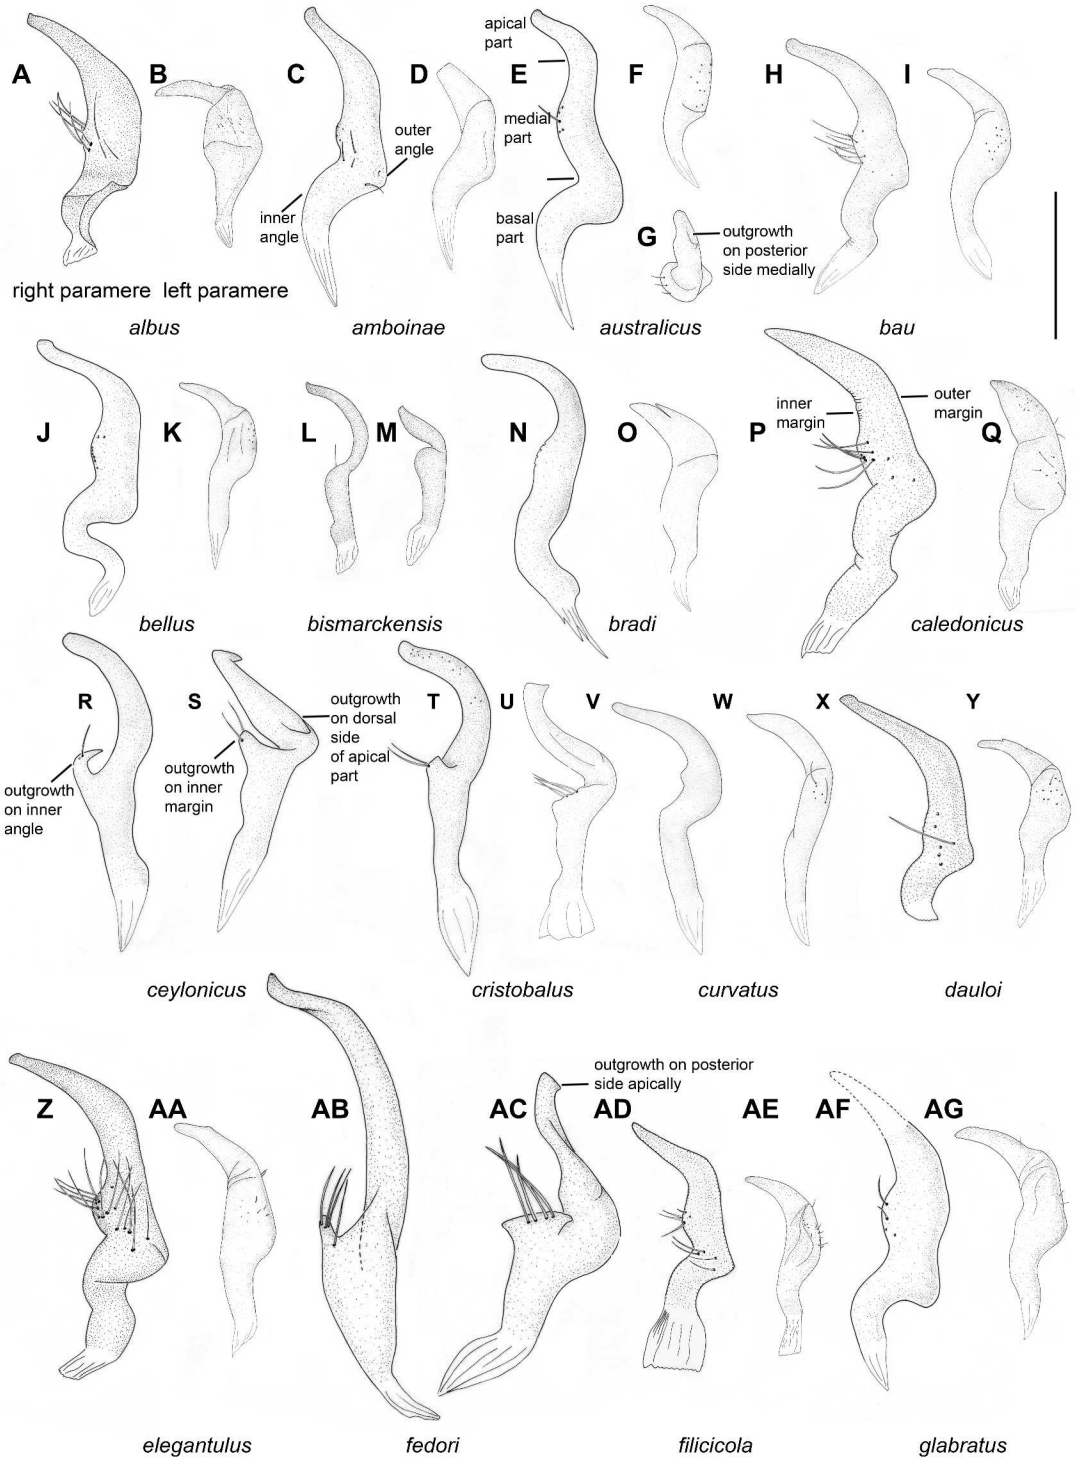 A B C D E F G H I
apical
part
outer
angle
medial
part
inner
angle
basal
part
outgrowth
on posterior
side medially
right paramere left paramere
albus amboinae australicus bau
J K L M N O P Q
inner
margin
outer
margin
bellus bismarckensis bradi caledonicus
R S T U V W X Y
outgrowth
on dorsal
side
of apical
part
outgrowth
on inner
margin
outgrowth
on inner
angle
ceylonicus cristobalus curvatus dauloi
outgrowth on posterior
side apically
Z AA AB AC AD AE AF AG
elegantulus fedori filicicola glabratus